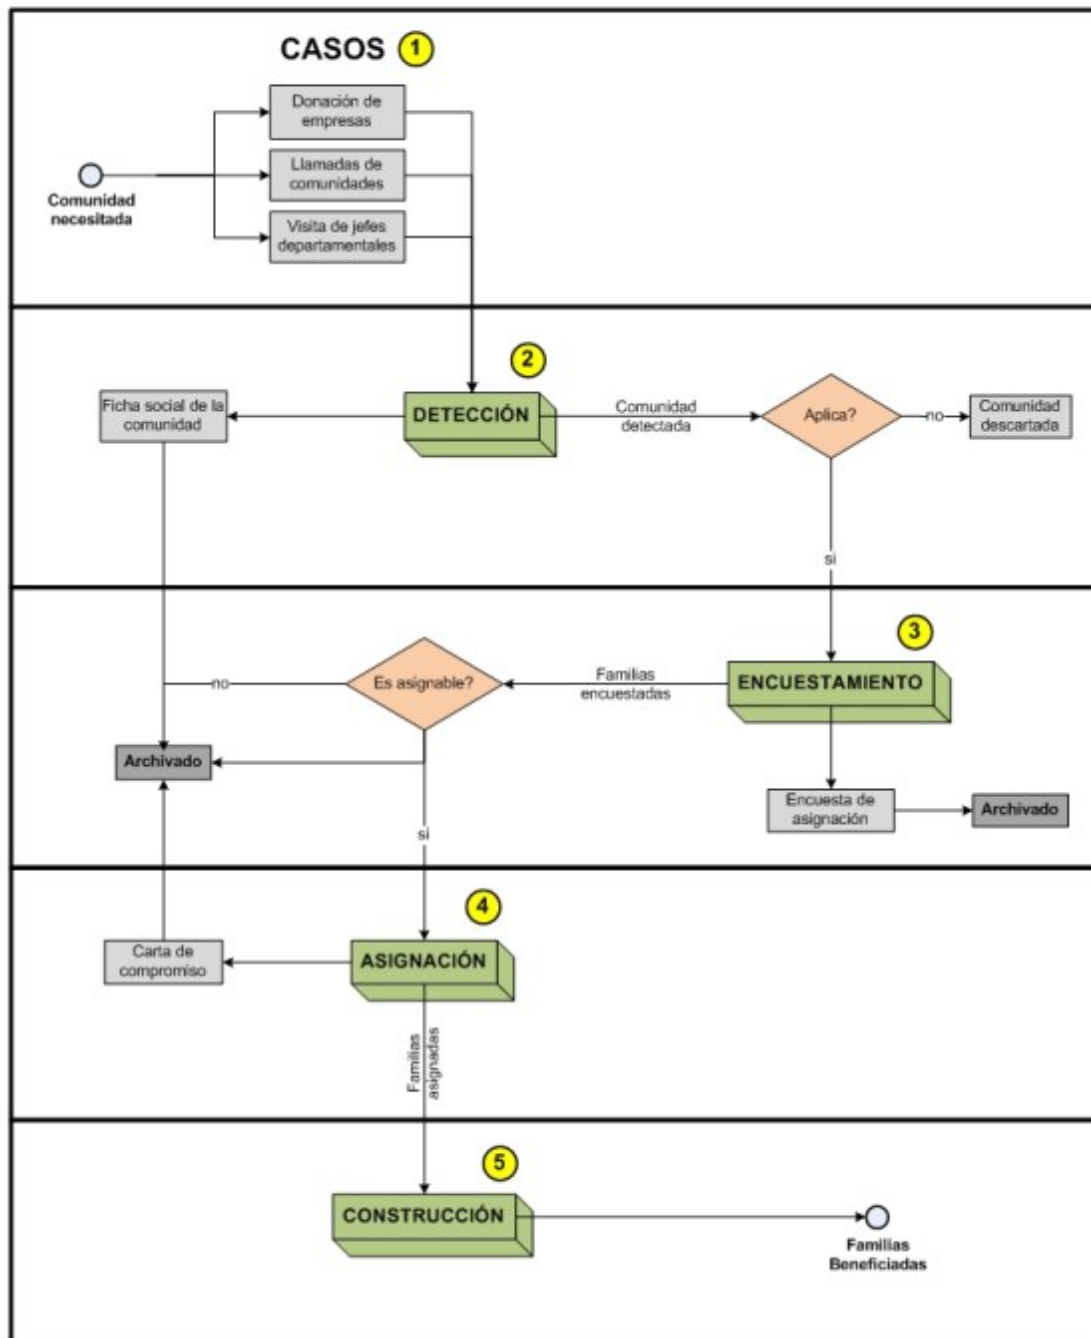 CASOS 1
Donación de
empresas
Llamadas de
comunidades
Comunidad
necesitada
Visita de jefes
departamentales
2
Ficha social de la
comunidad
DETECCIÓN
Comunidad
detectada
Aplica?
no
Comunidad
descartada
si
3
Es asignable?
Familias
encuestadas
ENCUESTAMIENTO
no
Archivado
Encuesta de
asignación
Archivado
si
4
Carta de
compromiso
ASIGNACIÓN
Familias
asignadas
5
CONSTRUCCIÓN
Familias
Beneficiadas